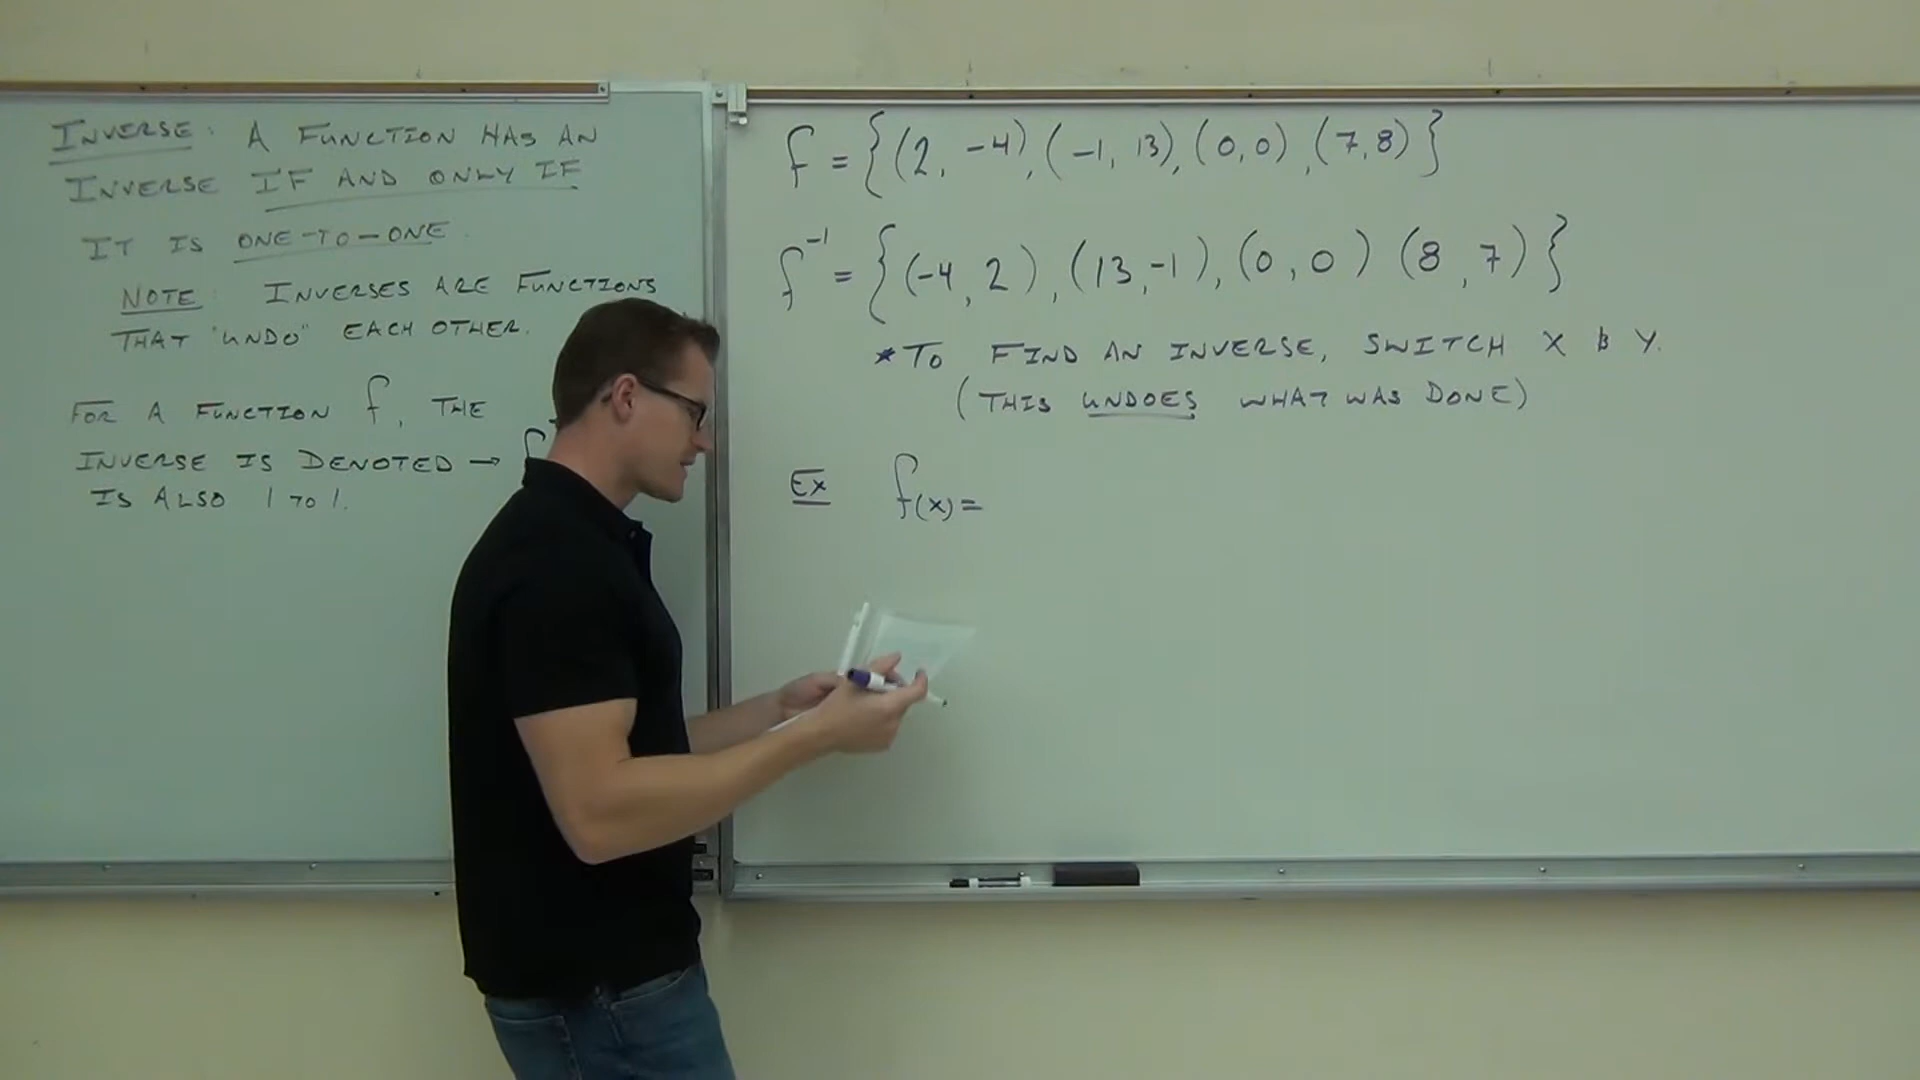 INVERSE: A FUNCTION HAS AN
INVERSE IF AND ONLY IF
IT IS ONE-TO-ONE.
NOTE: INVERSES ARE FUNCTIONS
THAT "UNDO" EACH OTHER.
FOR A FUNCTION f, THE
INVERSE IS DENOTED → f
IS ALSO 1 TO 1.
f = {(2, -4), (-1, 13), (0,0), (7,8)}
f⁻¹ = {(-4, 2), (13,-1), (0,0) (8,7)}
*TO FIND AN INVERSE, SWITCH X & Y.
(THIS UNDOES WHAT WAS DONE)
EX f(x)=